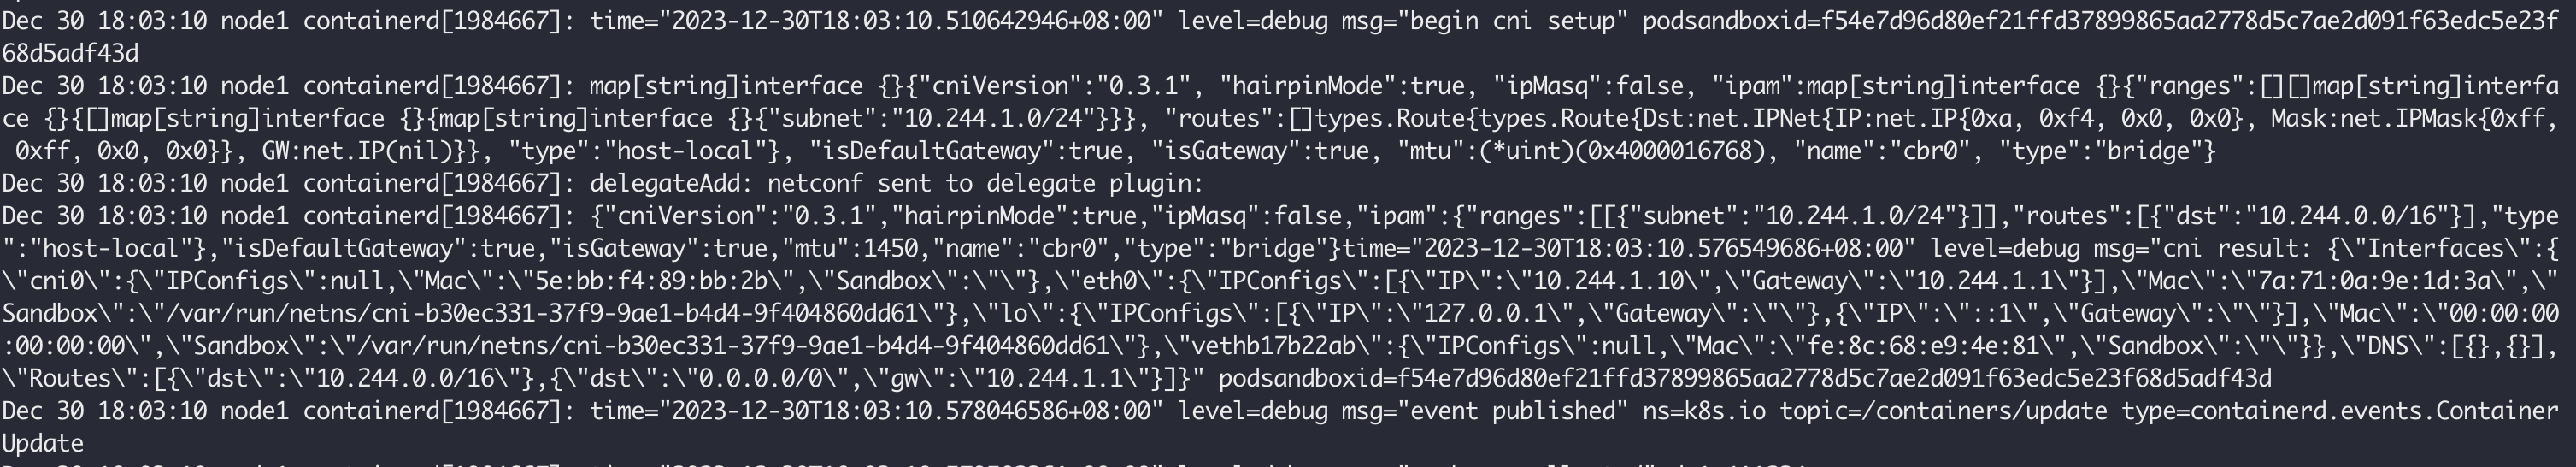 Dec 30 18:03:10 node1 containerd[1984667]: time="2023-12-30T18:03:10.510642946+08:00" level=debug msg="begin cni setup" podsandboxid=f54e7d96d80ef21ffd37899865aa2778d5c7ae2d091f63edc5e23f
68d5adf43d
Dec 30 18:03:10 node1 containerd[1984667]: map[string]interface {}{"cniVersion":"0.3.1", "hairpinMode":true, "ipMasq":false, "ipam":map[string]interface {}{"ranges":[][]map[string]interfa
ce {}{[]map[string]interface {}{map[string]interface {}{"subnet":"10.244.1.0/24"}}}, "routes":[]types.Route{types.Route{Dst:net.IPNet{IP:net.IP{0xa, 0xf4, 0x0, 0x0}, Mask:net.IPMask{0xff,
 0xff, 0x0, 0x0}}, GW:net.IP(nil)}}, "type":"host-local"}, "isDefaultGateway":true, "isGateway":true, "mtu":(*uint)(0x4000016768), "name":"cbr0", "type":"bridge"}
Dec 30 18:03:10 node1 containerd[1984667]: delegateAdd: netconf sent to delegate plugin:
Dec 30 18:03:10 node1 containerd[1984667]: {"cniVersion":"0.3.1","hairpinMode":true,"ipMasq":false,"ipam":{"ranges":[[{"subnet":"10.244.1.0/24"}]],"routes":[{"dst":"10.244.0.0/16"}],"type
":"host-local"},"isDefaultGateway":true,"isGateway":true,"mtu":1450,"name":"cbr0","type":"bridge"}time="2023-12-30T18:03:10.576549686+08:00" level=debug msg="cni result: {\"Interfaces\":{
\"cni0\":{\"IPConfigs\":null,\"Mac\":\"5e:bb:f4:89:bb:2b\",\"Sandbox\":\"\"},\"eth0\":{\"IPConfigs\":[{\"IP\":\"10.244.1.10\",\"Gateway\":\"10.244.1.1\"}],\"Mac\":\"7a:71:0a:9e:1d:3a\",\"
Sandbox\":\"/var/run/netns/cni-b30ec331-37f9-9ae1-b4d4-9f404860dd61\"},\"lo\":{\"IPConfigs\":[{\"IP\":\"127.0.0.1\",\"Gateway\":\"\"},{\"IP\":\"::1\",\"Gateway\":\"\"}],\"Mac\":\"00:00:00
:00:00:00\",\"Sandbox\":\"/var/run/netns/cni-b30ec331-37f9-9ae1-b4d4-9f404860dd61\"},\"vethb17b22ab\":{\"IPConfigs\":null,\"Mac\":\"fe:8c:68:e9:4e:81\",\"Sandbox\":\"\"}},\"DNS\":[{},{}],
\"Routes\":[{\"dst\":\"10.244.0.0/16\"},{\"dst\":\"0.0.0.0/0\",\"gw\":\"10.244.1.1\"}]}" podsandboxid=f54e7d96d80ef21ffd37899865aa2778d5c7ae2d091f63edc5e23f68d5adf43d
Dec 30 18:03:10 node1 containerd[1984667]: time="2023-12-30T18:03:10.578046586+08:00" level=debug msg="event published" ns=k8s.io topic=/containers/update type=containerd.events.Container
Update